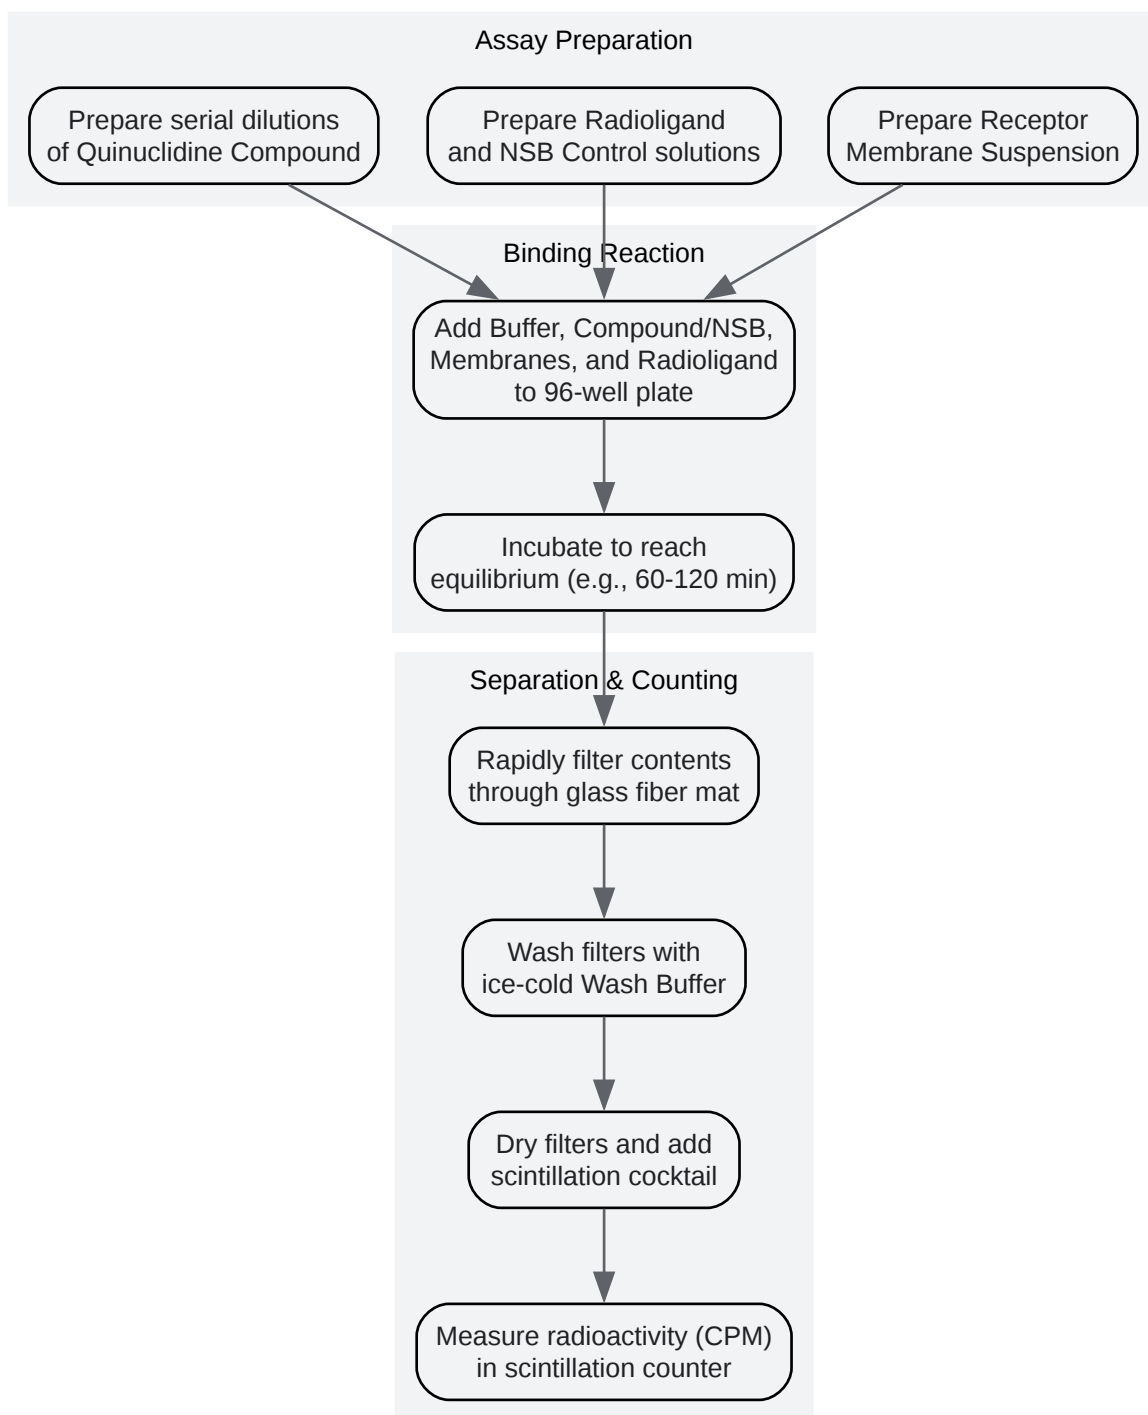 Assay Preparation
Prepare serial dilutions
of Quinuclidine Compound
Prepare Radioligand
and NSB Control solutions
Prepare Receptor
Membrane Suspension
Binding Reaction
Add Buffer, Compound/NSB,
Membranes, and Radioligand
to 96-well plate
Incubate to reach
equilibrium (e.g., 60-120 min)
Separation & Counting
Rapidly filter contents
through glass fiber mat
Wash filters with
ice-cold Wash Buffer
Dry filters and add
scintillation cocktail
Measure radioactivity (CPM)
in scintillation counter